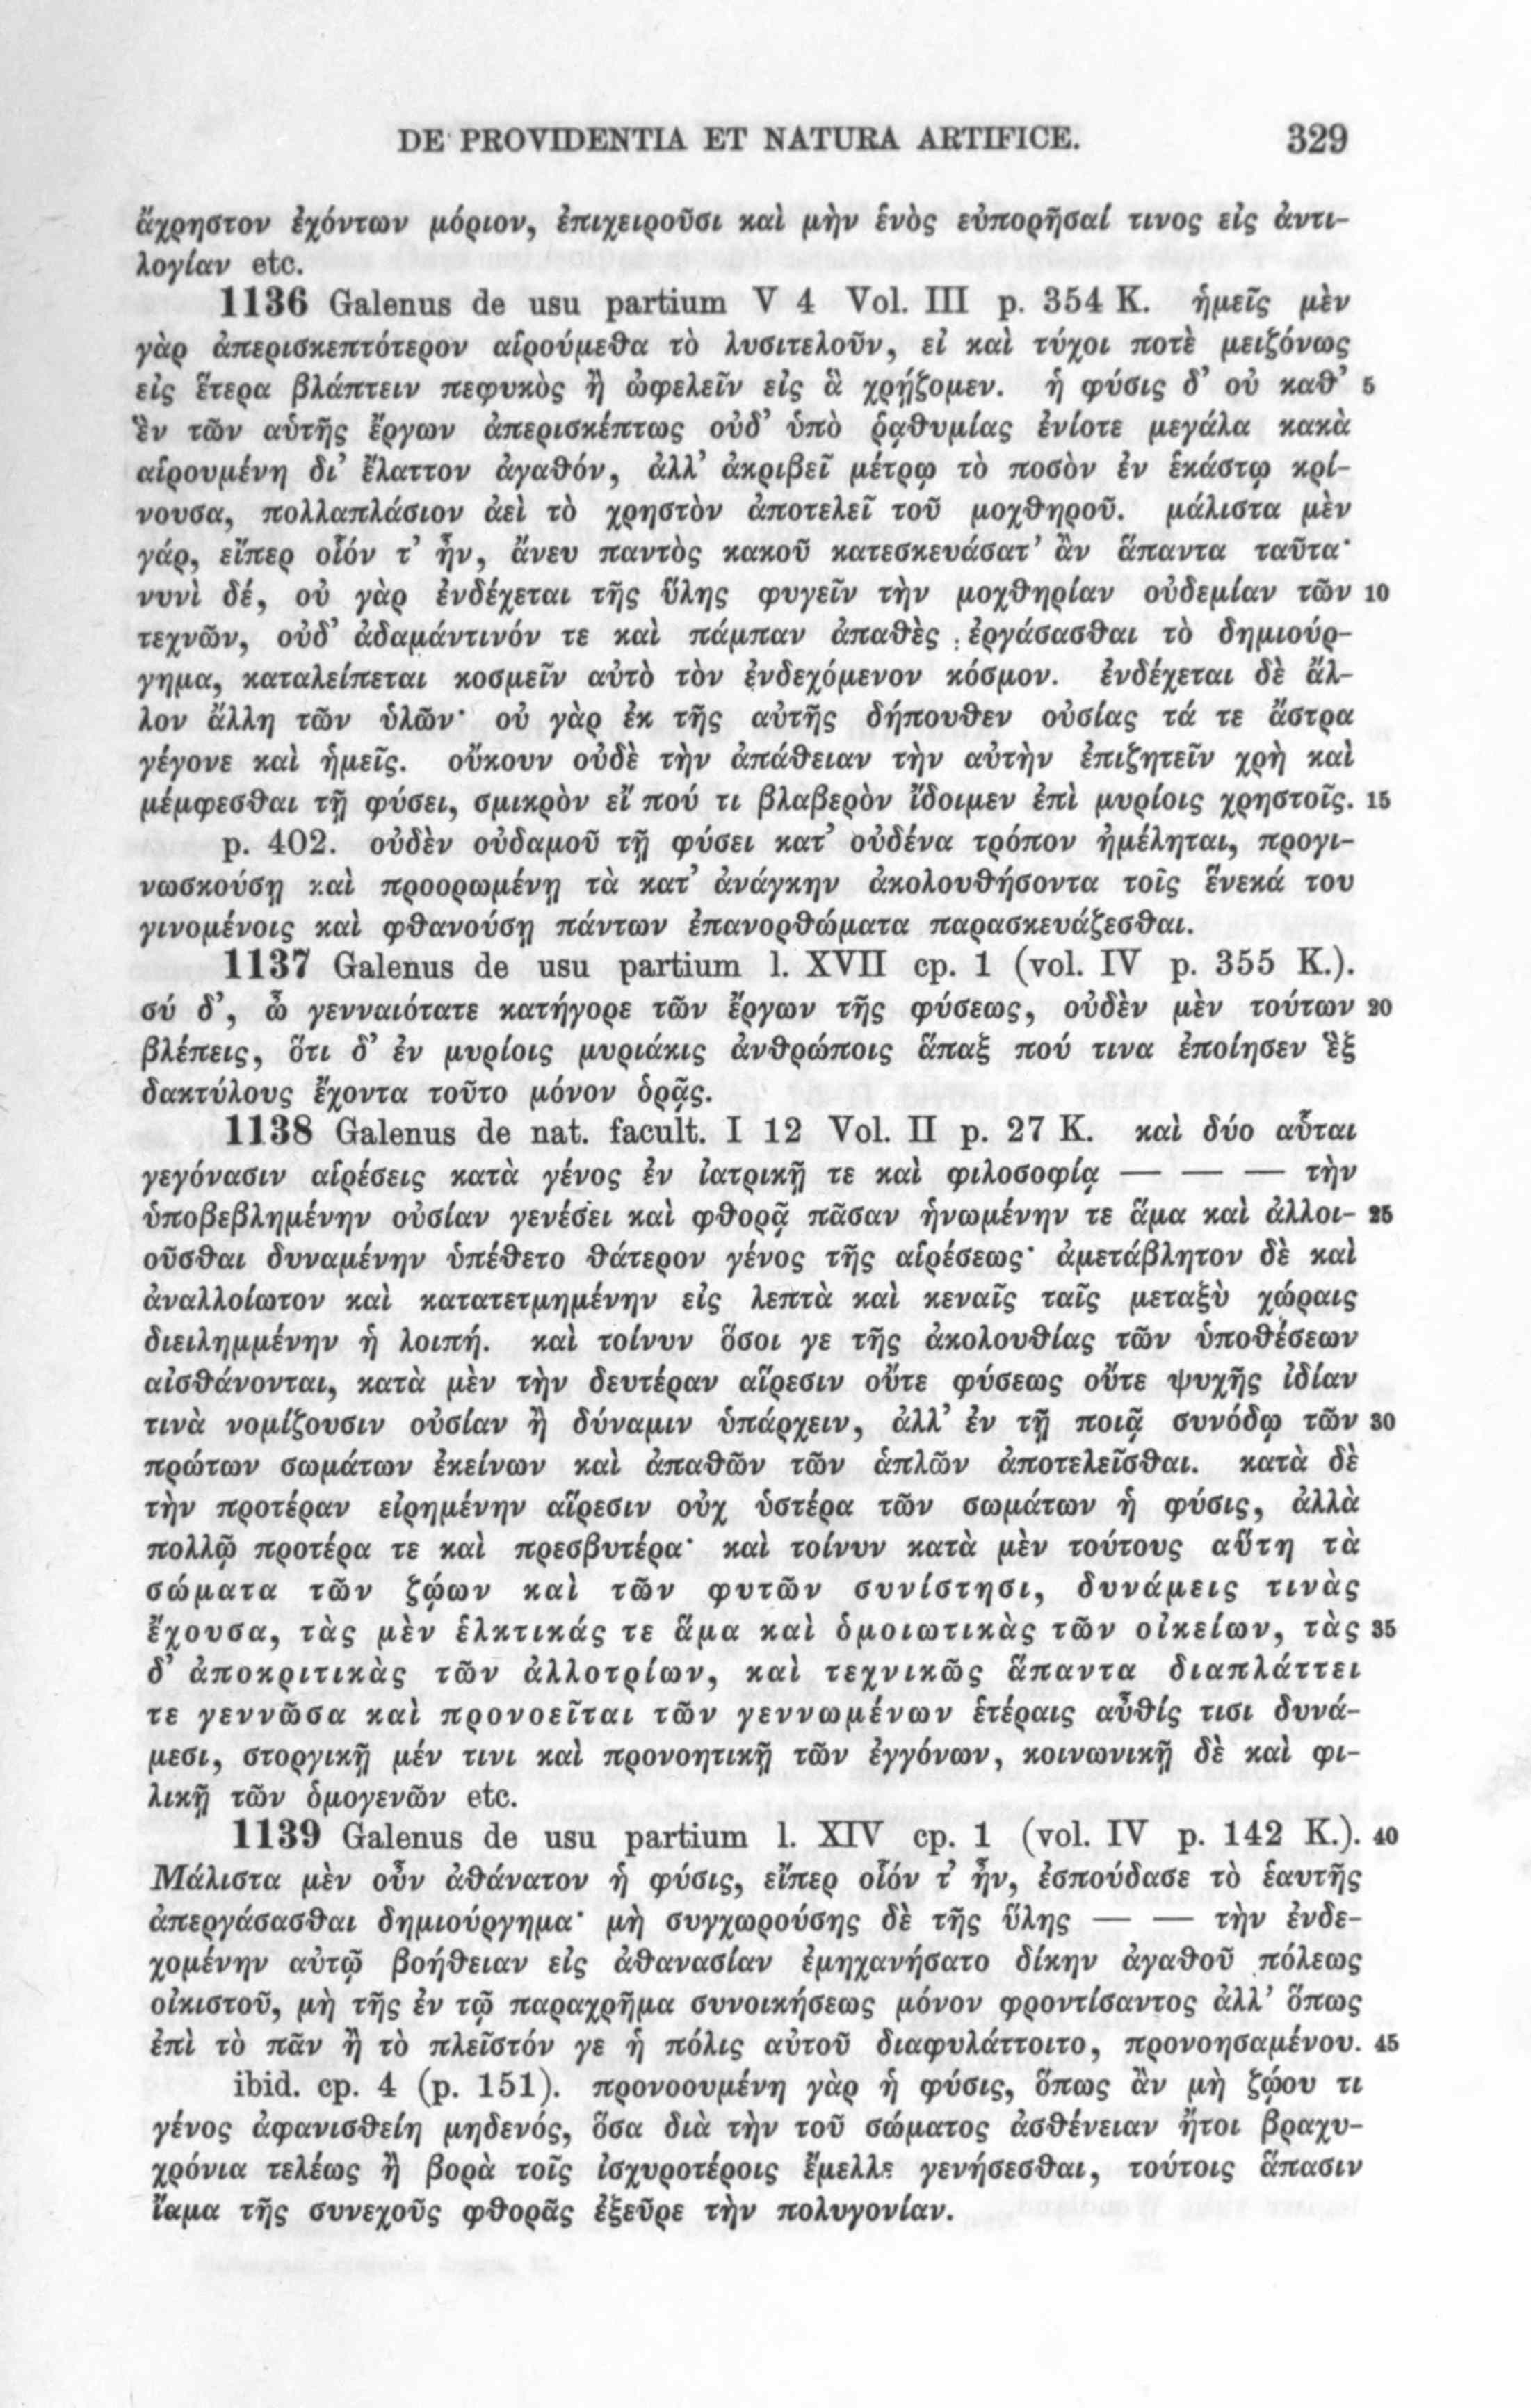 DE PROVIDENTIA ET NATURA ARTIFICE. 329
ἄχρηστον ἐχόντων μόριον, ἐπιχειροῦσι καὶ μὴν ἑνὸς εὐπορῆσαί τινος εἰς ἀντι-
λογίαν etc.
1136 Galenus de usu partium V 4 Vol. III p. 354 K. ἡμεῖς μὲν
γὰρ ἀπερισκεπτότερον αἱρούμεθα τὸ λυσιτελοῦν, εἰ καὶ τύχοι ποτὲ μειζόνως
εἰς ἕτερα βλάπτειν πεφυκὸς ἢ ὠφελεῖν εἰς ἃ χρῄζομεν. ἡ φύσις δ’ οὐ καθ’ 5
ἓν τῶν αὑτῆς ἔργων ἀπερισκέπτως οὐδ’ ὑπὸ ῥᾳθυμίας ἐνίοτε μεγάλα κακὰ
αἱρουμένη δι’ ἔλαττον ἀγαθόν, ἀλλ’ ἀκριβεῖ μέτρῳ τὸ ποσὸν ἐν ἑκάστῳ κρί-
νουσα, πολλαπλάσιον ἀεὶ τὸ χρηστὸν ἀποτελεῖ τοῦ μοχθηροῦ. μάλιστα μὲν
γάρ, εἴπερ οἷόν τ’ ἦν, ἄνευ παντὸς κακοῦ κατεσκευάσατ’ ἂν ἅπαντα ταῦτα·
νυνὶ δέ, οὐ γὰρ ἐνδέχεται τῆς ὕλης φυγεῖν τὴν μοχθηρίαν οὐδεμίαν τῶν 10
τεχνῶν, οὐδ’ ἀδαμάντινόν τε καὶ πάμπαν ἀπαθὲς ἐργάσασθαι τὸ δημιούρ-
γημα, καταλείπεται κοσμεῖν αὐτὸ τὸν ἐνδεχόμενον κόσμον. ἐνδέχεται δὲ ἄλ-
λον ἄλλη τῶν ὑλῶν· οὐ γὰρ ἐκ τῆς αὐτῆς δήπουθεν οὐσίας τά τε ἄστρα
γέγονε καὶ ἡμεῖς. οὔκουν οὐδὲ τὴν ἀπάθειαν τὴν αὐτὴν ἐπιζητεῖν χρὴ καὶ
μέμφεσθαι τῇ φύσει, σμικρὸν εἴ πού τι βλαβερὸν ἴδοιμεν ἐπὶ μυρίοις χρηστοῖς. 15
p. 402. οὐδὲν οὐδαμοῦ τῇ φύσει κατ’ οὐδένα τρόπον ἠμέληται, προγι-
νωσκούσῃ καὶ προορωμένῃ τὰ κατ’ ἀνάγκην ἀκολουθήσοντα τοῖς ἕνεκά του
γινομένοις καὶ φθανούσῃ πάντων ἐπανορθώματα παρασκευάζεσθαι.
1137 Galenus de usu partium l. XVII cp. 1 (vol. IV p. 355 K.).
σύ δ’, ὦ γενναιότατε κατήγορε τῶν ἔργων τῆς φύσεως, οὐδὲν μὲν τούτων 20
βλέπεις, ὅτι δ’ ἐν μυρίοις μυριάκις ἀνθρώποις ἅπαξ πού τινα ἐποίησεν ἓξ
δακτύλους ἔχοντα τοῦτο μόνον ὁρᾷς.
1138 Galenus de nat. facult. I 12 Vol. II p. 27 K. καὶ δύο αὗται
γεγόνασιν αἱρέσεις κατὰ γένος ἐν ἰατρικῇ τε καὶ φιλοσοφίᾳ — — — τὴν
ὑποβεβλημένην οὐσίαν γενέσει καὶ φθορᾷ πᾶσαν ἡνωμένην τε ἅμα καὶ ἀλλοι- 25
οῦσθαι δυναμένην ὑπέθετο θάτερον γένος τῆς αἱρέσεως· ἀμετάβλητον δὲ καὶ
ἀναλλοίωτον καὶ κατατετμημένην εἰς λεπτὰ καὶ κεναῖς ταῖς μεταξὺ χώραις
διειλημμένην ἡ λοιπή. καὶ τοίνυν ὅσοι γε τῆς ἀκολουθίας τῶν ὑποθέσεων
αἰσθάνονται, κατὰ μὲν τὴν δευτέραν αἵρεσιν οὔτε φύσεως οὔτε ψυχῆς ἰδίαν
τινὰ νομίζουσιν οὐσίαν ἢ δύναμιν ὑπάρχειν, ἀλλ’ ἐν τῇ ποιᾷ συνόδῳ τῶν 30
πρώτων σωμάτων ἐκείνων καὶ ἀπαθῶν τῶν ἁπλῶν ἀποτελεῖσθαι. κατὰ δὲ
τὴν προτέραν εἰρημένην αἵρεσιν οὐχ ὑστέρα τῶν σωμάτων ἡ φύσις, ἀλλὰ
πολλῷ προτέρα τε καὶ πρεσβυτέρα· καὶ τοίνυν κατὰ μὲν τούτους αὕτη τὰ
σώματα τῶν ζῴων καὶ τῶν φυτῶν συνίστησι, δυνάμεις τινὰς
ἔχουσα, τὰς μὲν ἑλκτικάς τε ἅμα καὶ ὁμοιωτικὰς τῶν οἰκείων, τὰς 35
δ’ ἀποκριτικὰς τῶν ἀλλοτρίων, καὶ τεχνικῶς ἅπαντα διαπλάττει
τε γεννῶσα καὶ προνοεῖται τῶν γεννωμένων ἑτέραις αὖθίς τισι δυνά-
μεσι, στοργικῇ μέν τινι καὶ προνοητικῇ τῶν ἐγγόνων, κοινωνικῇ δὲ καὶ φι-
λικῇ τῶν ὁμογενῶν etc.
1139 Galenus de usu partium l. XIV cp. 1 (vol. IV p. 142 K.). 40
Μάλιστα μὲν οὖν ἀθάνατον ἡ φύσις, εἴπερ οἷόν τ’ ἦν, ἐσπούδασε τὸ ἑαυτῆς
ἀπεργάσασθαι δημιούργημα· μὴ συγχωρούσης δὲ τῆς ὕλης — — τὴν ἐνδε-
χομένην αὐτῷ βοήθειαν εἰς ἀθανασίαν ἐμηχανήσατο δίκην ἀγαθοῦ πόλεως
οἰκιστοῦ, μὴ τῆς ἐν τῷ παραχρῆμα συνοικήσεως μόνον φροντίσαντος ἀλλ’ ὅπως
ἐπὶ τὸ πᾶν ἢ τὸ πλεῖστόν γε ἡ πόλις αὐτοῦ διαφυλάττοιτο, προνοησαμένου. 45
ibid. cp. 4 (p. 151). προνοουμένη γὰρ ἡ φύσις, ὅπως ἂν μὴ ζῴου τι
γένος ἀφανισθείη μηδενός, ὅσα διὰ τὴν τοῦ σώματος ἀσθένειαν ἤτοι βραχυ-
χρόνια τελέως ἢ βορὰ τοῖς ἰσχυροτέροις ἔμελλε γενήσεσθαι, τούτοις ἅπασιν
ἴαμα τῆς συνεχοῦς φθορᾶς ἐξεῦρε τὴν πολυγονίαν.